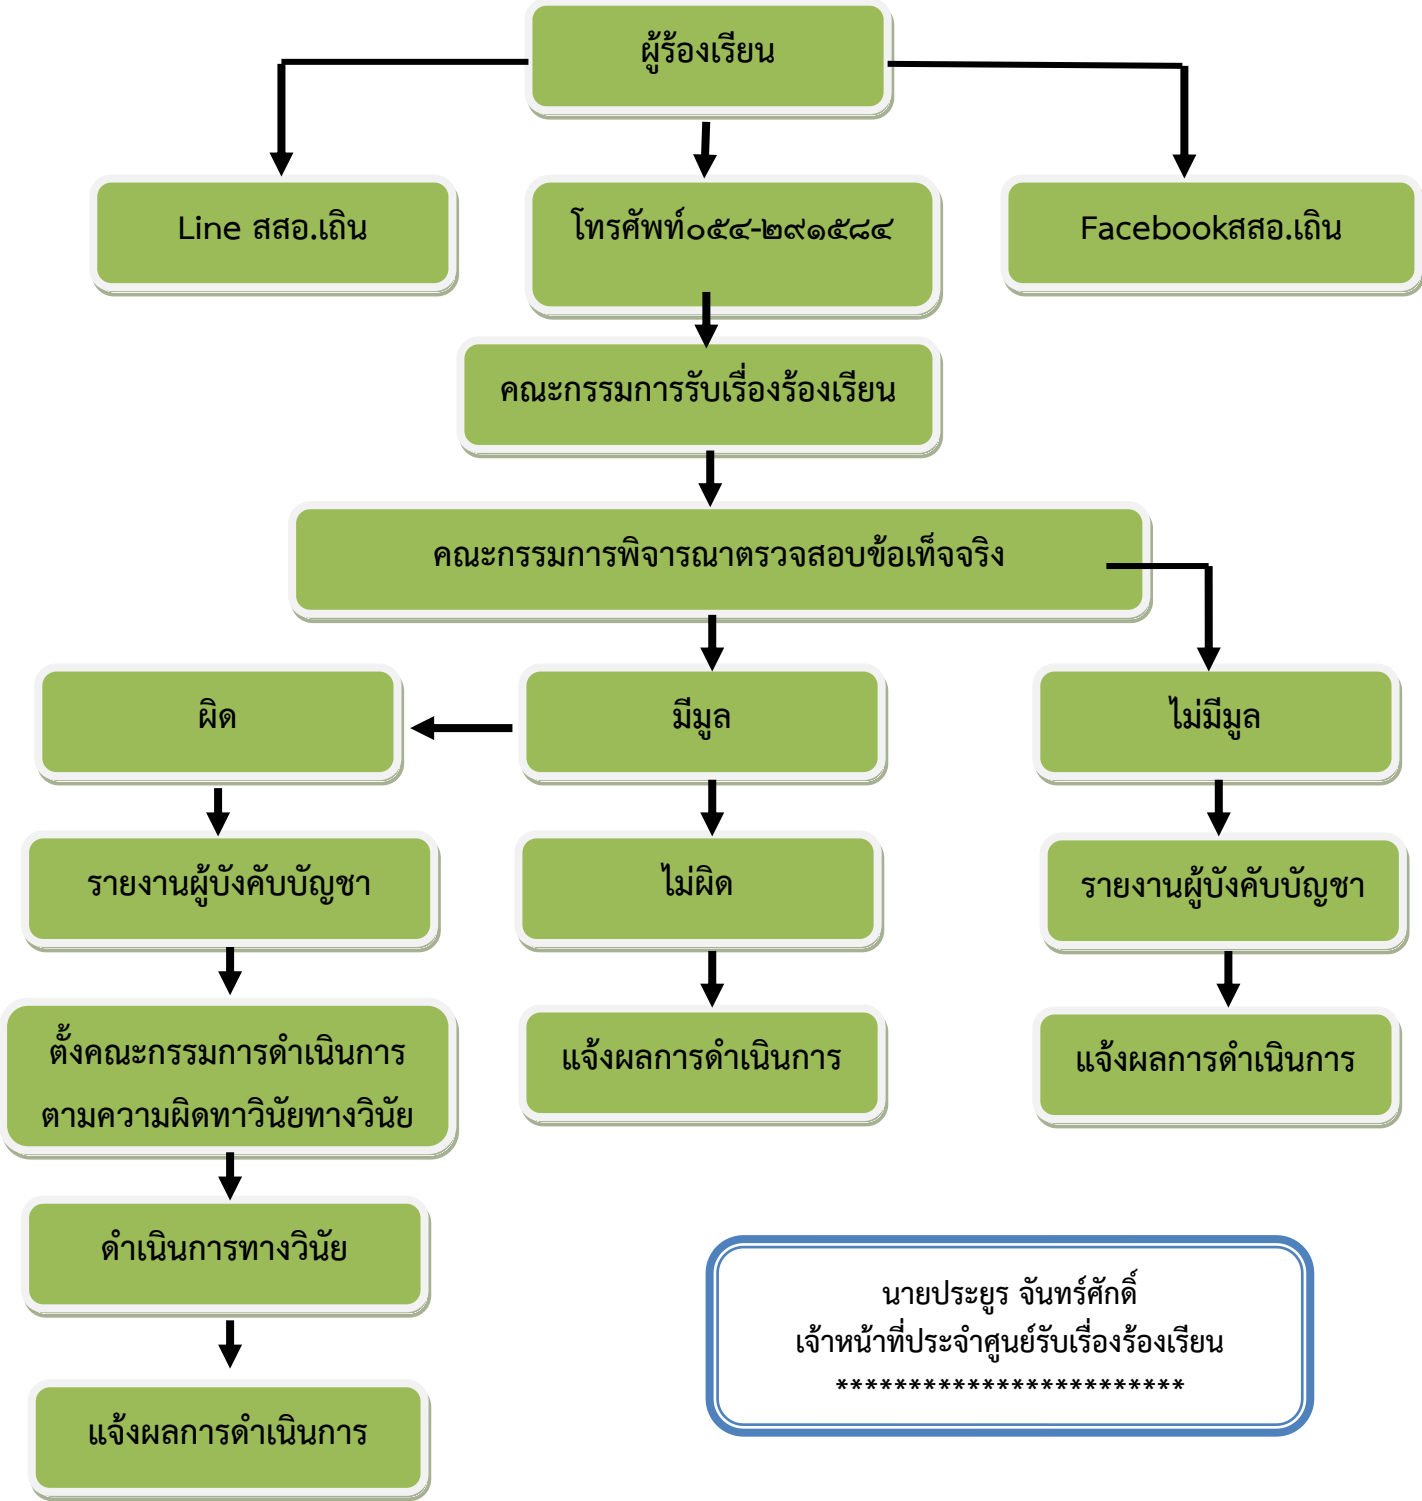 ผู้ร้องเรียน
Line สสอ.เถิน
โทรศัพท์๐๕๔-๒๙๑๕๘๔
Facebookสสอ.เถิน
คณะกรรมการรับเรื่องร้องเรียน
คณะกรรมการพิจารณาตรวจสอบข้อเท็จจริง
ผิด
มีมูล
ไม่มีมูล
รายงานผู้บังคับบัญชา
ไม่ผิด
รายงานผู้บังคับบัญชา
ตั้งคณะกรรมการดำเนินการ
ตามความผิดทาวินัยทางวินัย
แจ้งผลการดำเนินการ
แจ้งผลการดำเนินการ
ดำเนินการทางวินัย
แจ้งผลการดำเนินการ
นายประยูร จันทร์ศักดิ์
เจ้าหน้าที่ประจำศูนย์รับเรื่องร้องเรียน
************************